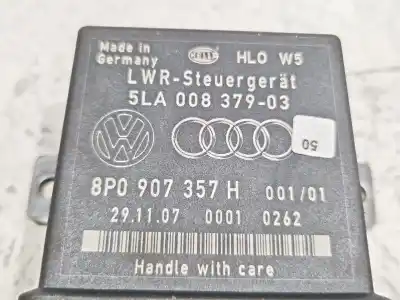 Made in
Germany
HELLA
HLO W5
LWR-Steuergerät
5LA 008 379-03
50
8P0 907 357 H 001/01
29.11.07 0001 0262
Handle with care